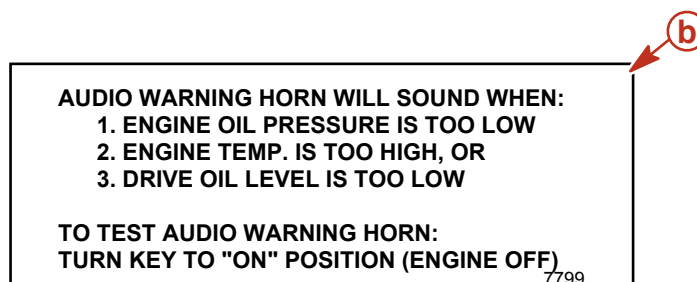 b
AUDIO WARNING HORN WILL SOUND WHEN:
1. ENGINE OIL PRESSURE IS TOO LOW
2. ENGINE TEMP. IS TOO HIGH, OR
3. DRIVE OIL LEVEL IS TOO LOW
TO TEST AUDIO WARNING HORN:
TURN KEY TO "ON" POSITION (ENGINE OFF)
7799